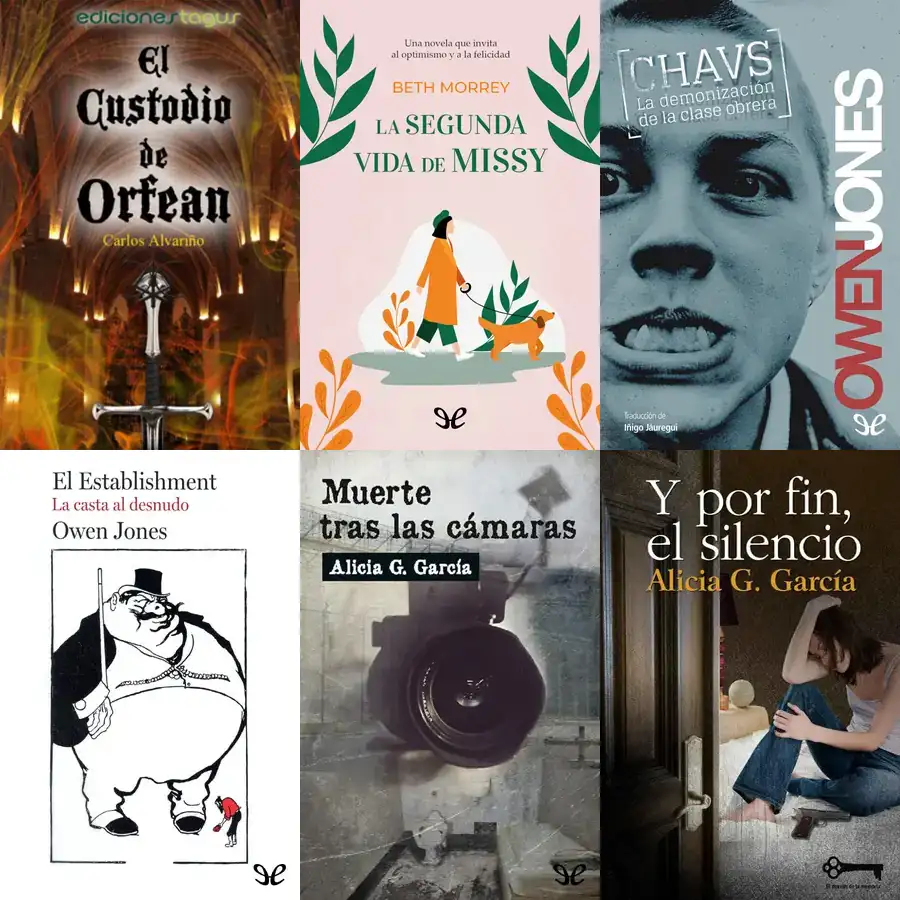 edicionestagus
El
Custodio
de
Orfean
Carlos Alvariño
Una novela que invita
al optimismo y a la felicidad
BETH MORREY
LA SEGUNDA
VIDA DE MISSY
CHAVS
La demonización
de la clase obrera
OWEN JONES
Traducción de
Iñigo Jáuregui
El Establishment
La casta al desnudo
Owen Jones
Muerte
tras las cámaras
Alicia G. García
Y por fin,
el silencio
Alicia G. García